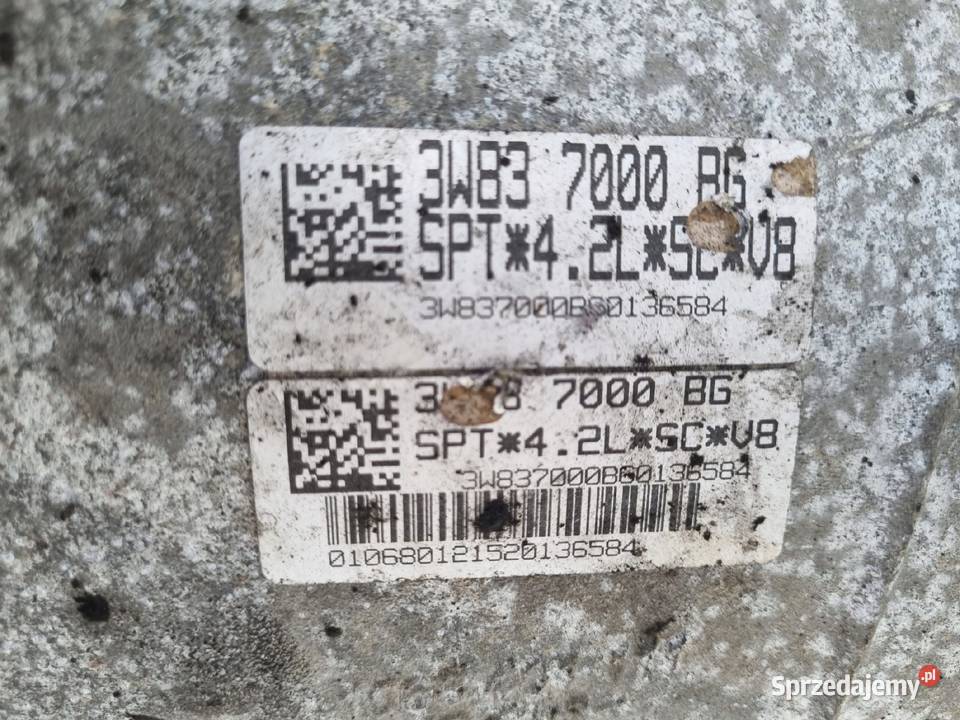 3W83 7000 BG
SPT*4.2L*SC*V8
3W837000BG0136584
7000 BG
SPT*4.2L*SC*V8
3W837000BG0136584
010680121520136584
Sprzedajemy.pl